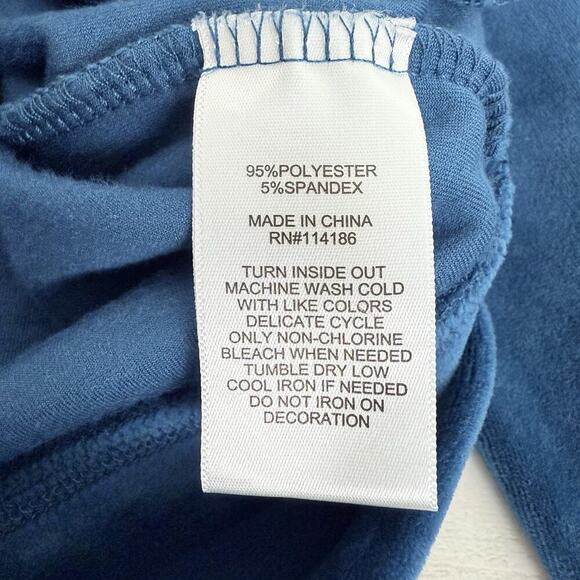 95%POLYESTER
5%SPANDEX
MADE IN CHINA
RN#114186
TURN INSIDE OUT
MACHINE WASH COLD
WITH LIKE COLORS
DELICATE CYCLE
ONLY NON-CHLORINE
BLEACH WHEN NEEDED
TUMBLE DRY LOW
COOL IRON IF NEEDED
DO NOT IRON ON
DECORATION